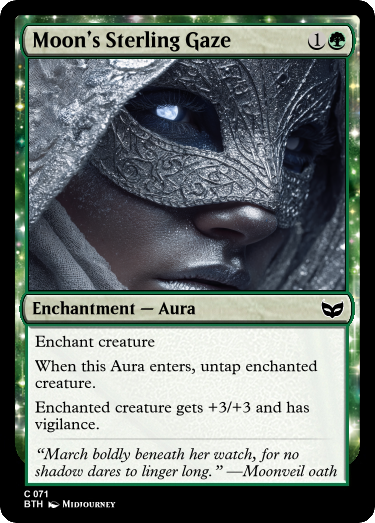 Moon's Sterling Gaze 1
Enchantment — Aura
Enchant creature
When this Aura enters, untap enchanted
creature.
Enchanted creature gets +3/+3 and has
vigilance.
“March boldly beneath her watch, for no
shadow dares to linger long.” —Moonveil oath
C 071
BTH Midjourney